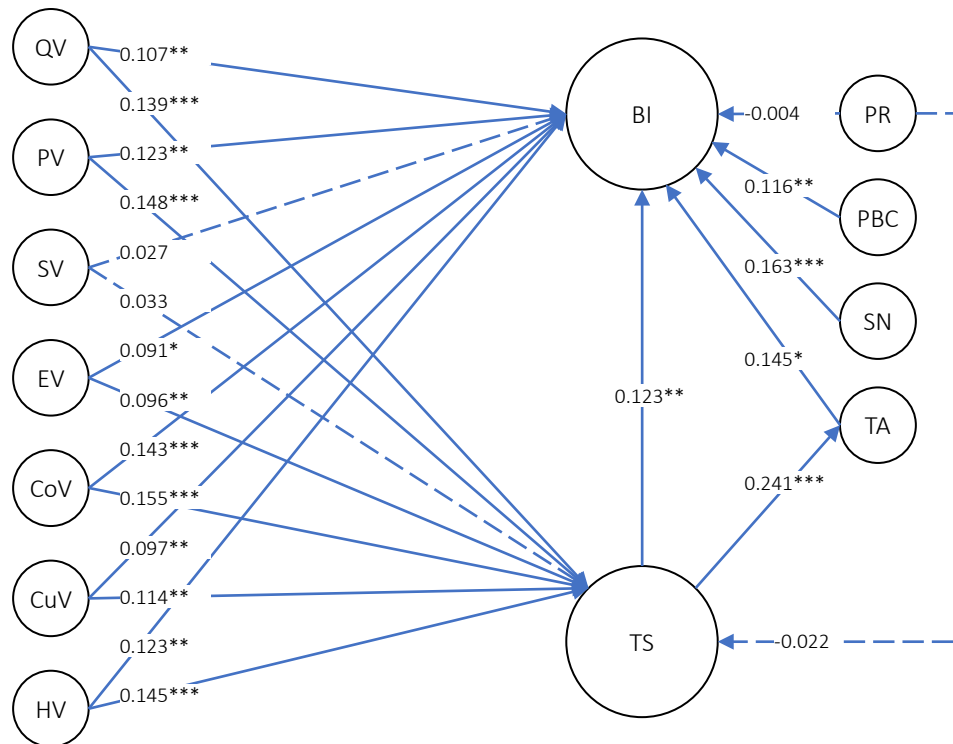 QV
0.107**
0.139***
PV
0.123**
0.148***
SV
0.027
0.033
EV
0.091*
0.096**
CoV
0.143***
0.155***
CuV
0.097**
0.114**
HV
0.123**
0.145***
BI
-0.004
PR
0.116**
PBC
0.163***
SN
0.145*
TA
0.123**
0.241***
TS
-0.022